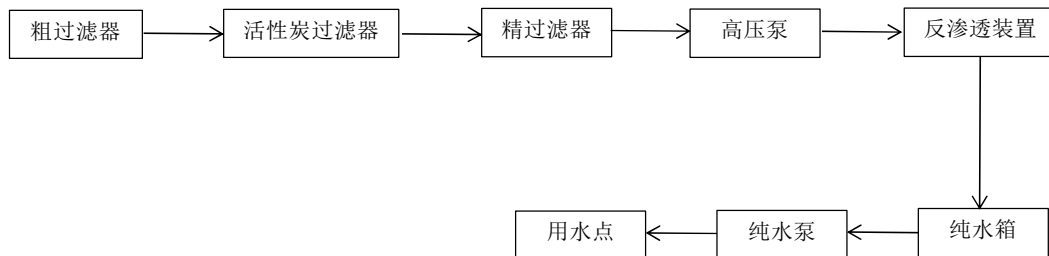 粗过滤器
活性炭过滤器
精过滤器
高压泵
反渗透装置
纯水箱
纯水泵
用水点